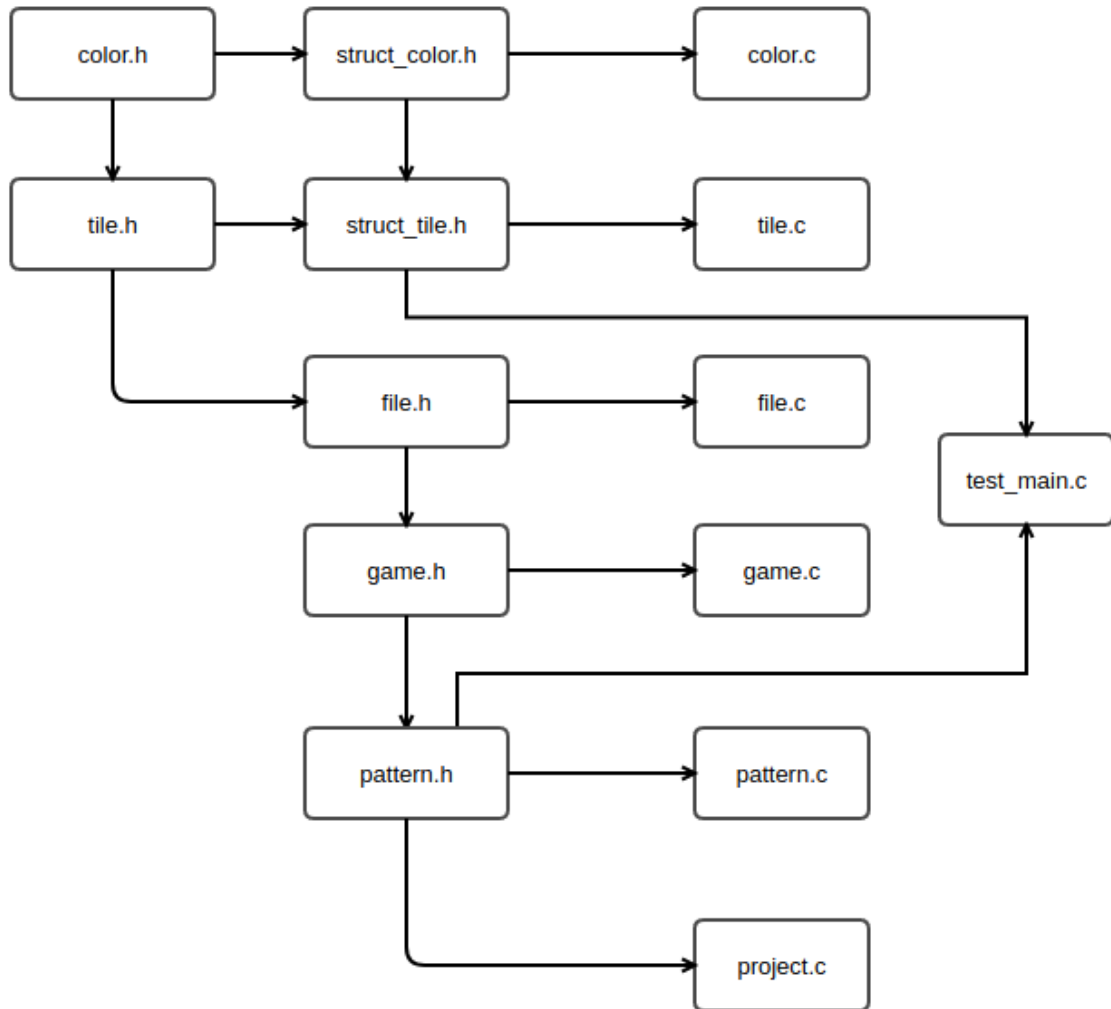 color.h
struct_color.h
color.c
tile.h
struct_tile.h
tile.c
file.h
file.c
test_main.c
game.h
game.c
pattern.h
pattern.c
project.c